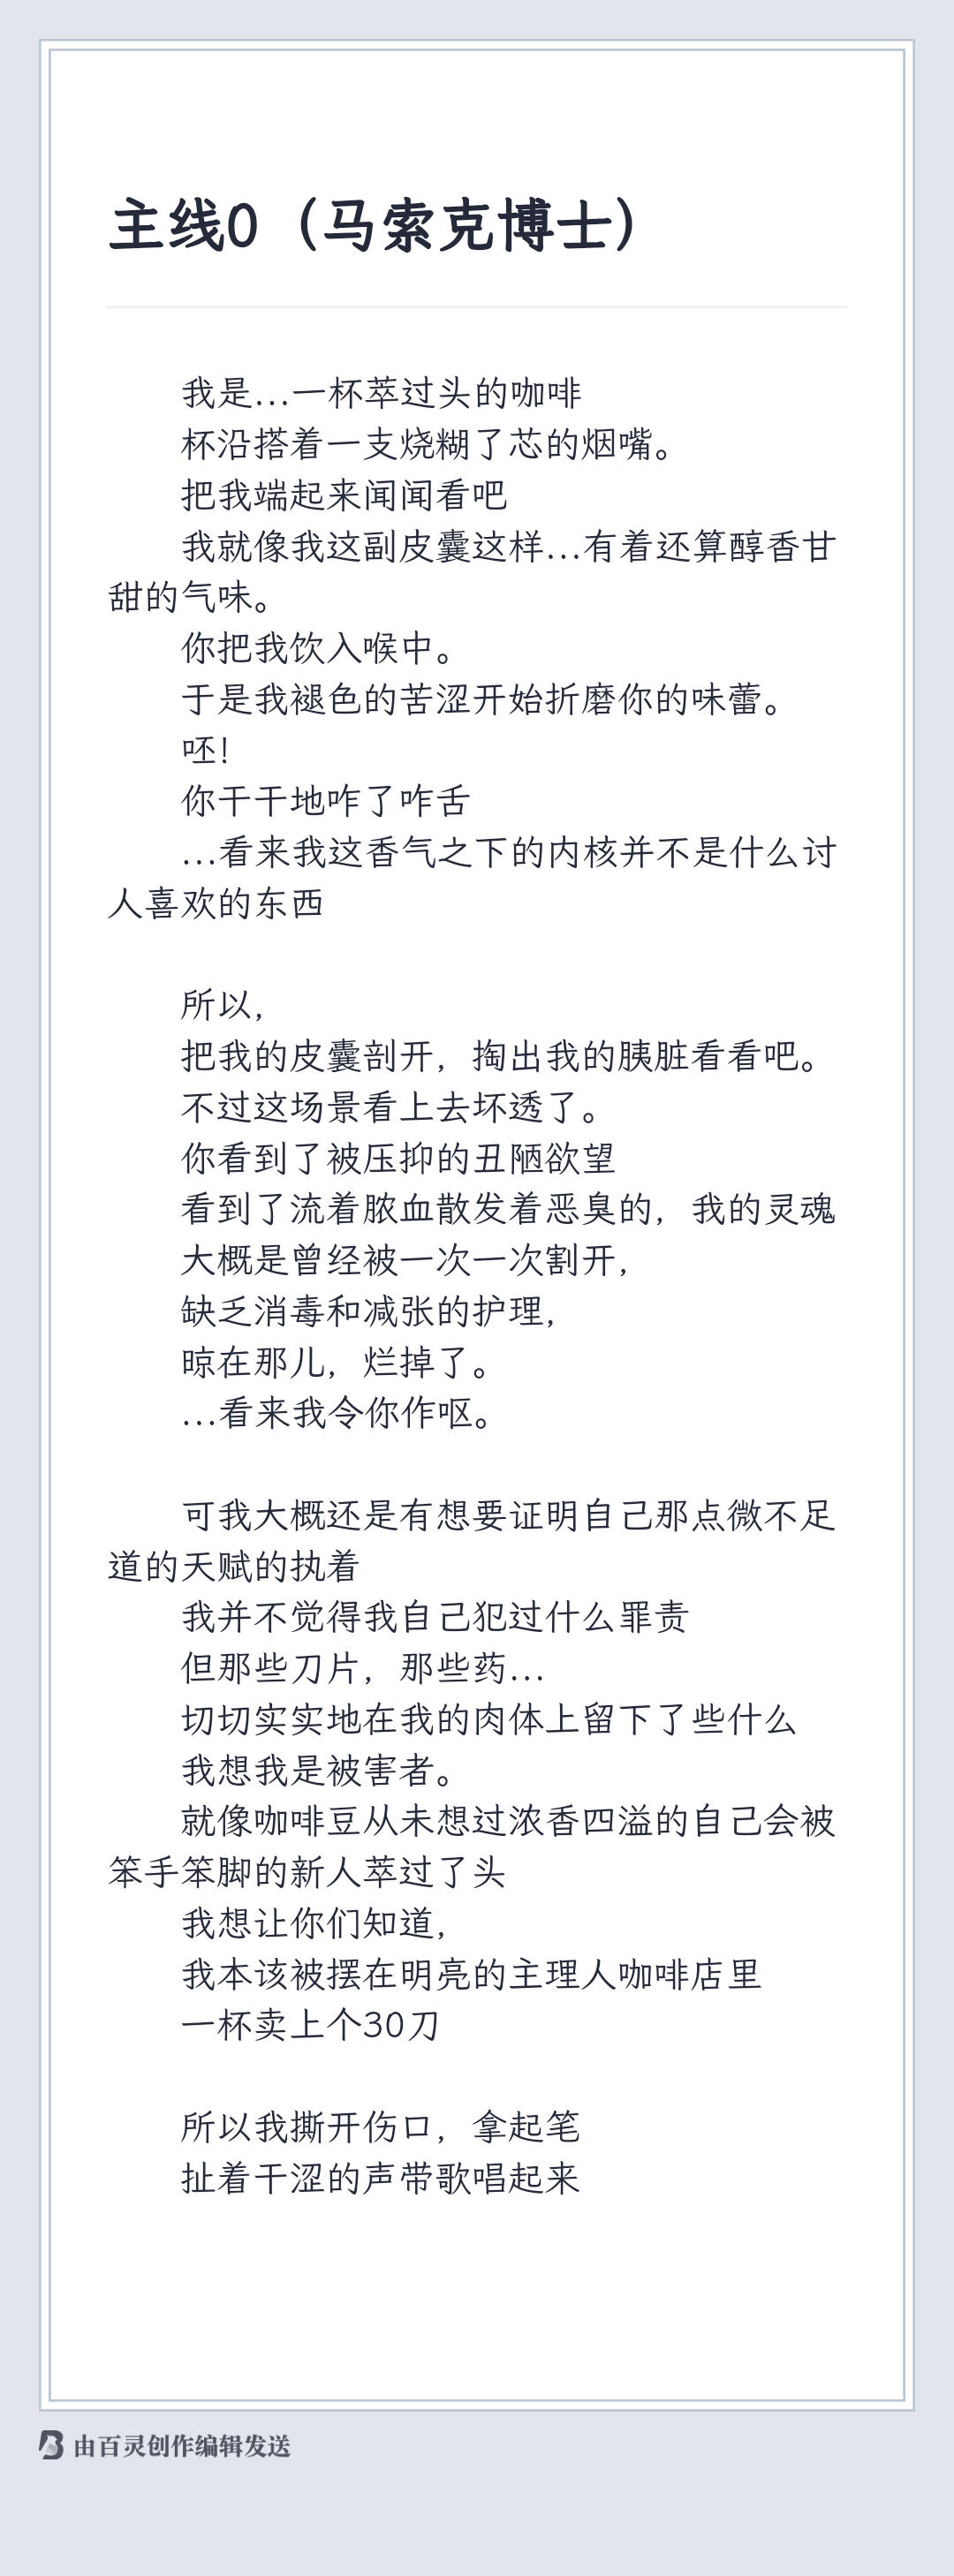 主线0（马索克博士）
我是…一杯萃过头的咖啡
杯沿搭着一支烧糊了芯的烟嘴。
把我端起来闻闻看吧
我就像我这副皮囊这样…有着还算醇香甘
甜的气味。
你把我饮入喉中。
于是我褪色的苦涩开始折磨你的味蕾。
呸！
你干干地咋了咋舌
…看来我这香气之下的内核并不是什么讨
人喜欢的东西
所以，
把我的皮囊剖开，掏出我的胰脏看看吧。
不过这场景看上去坏透了。
你看到了被压抑的丑陋欲望
看到了流着脓血散发着恶臭的，我的灵魂
大概是曾经被一次一次割开，
缺乏消毒和减张的护理，
晾在那儿，烂掉了。
…看来我令你作呕。
可我大概还是有想要证明自己那点微不足
道的天赋的执着
我并不觉得我自己犯过什么罪责
但那些刀片，那些药…
切切实实地在我的肉体上留下了些什么
我想我是被害者。
就像咖啡豆从未想过浓香四溢的自己会被
笨手笨脚的新人萃过了头
我想让你们知道，
我本该被摆在明亮的主理人咖啡店里
一杯卖上个30刀
所以我撕开伤口，拿起笔
扯着干涩的声带歌唱起来
由百灵创作编辑发送